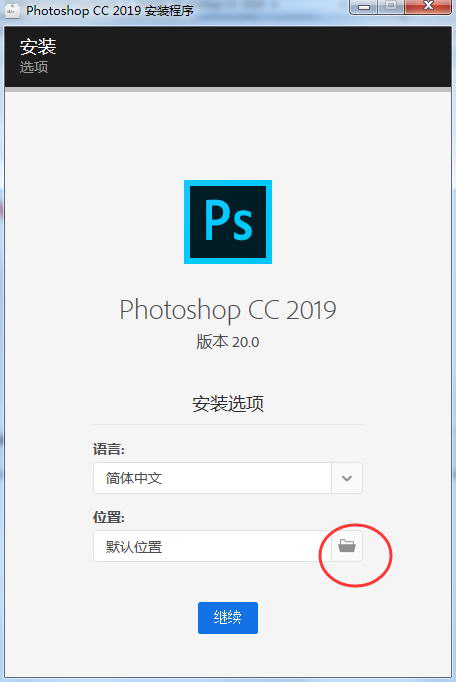 Photoshop CC 2019 安装程序
安装
选项
Ps
Photoshop CC 2019
版本 20.0
安装选项
语言:
简体中文
位置:
默认位置
继续